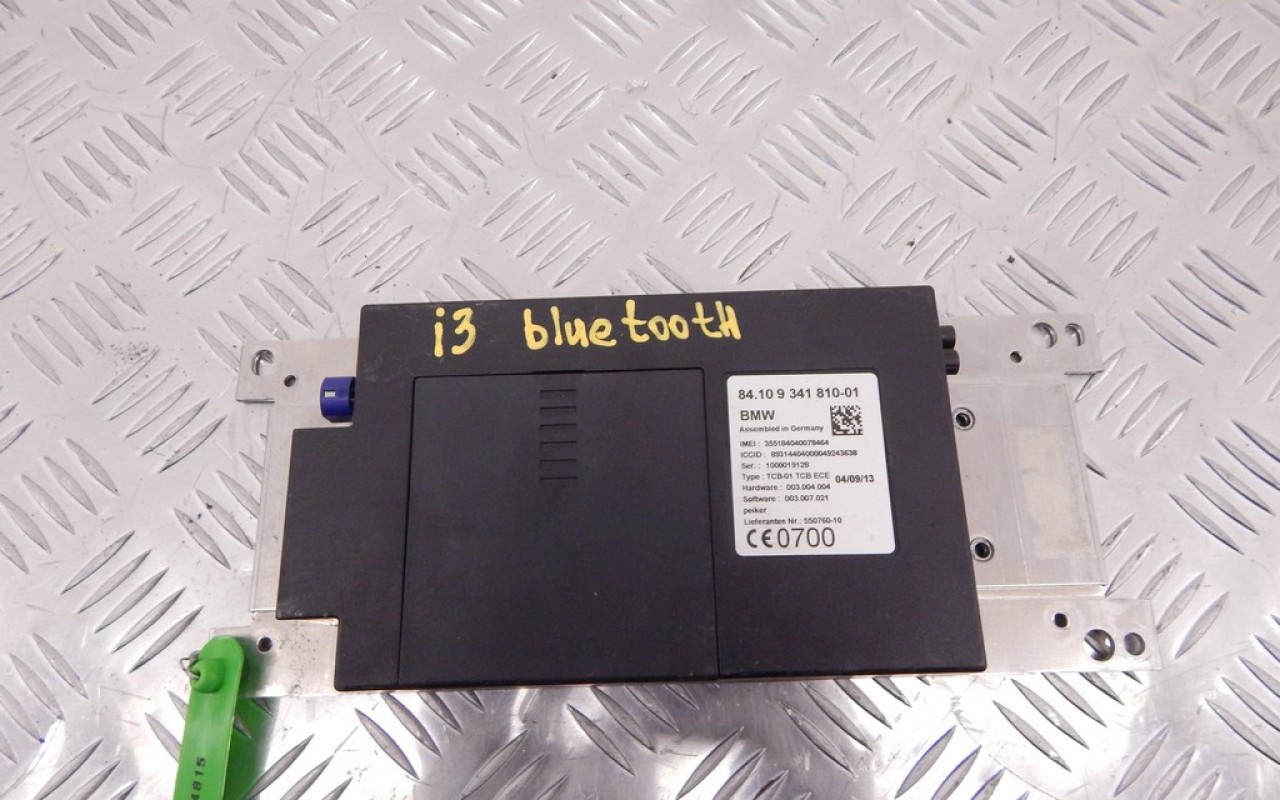 i3 bluetooth
84.10 9 341 810-01
BMW
Assembled in Germany
IMEI : 355184040078464
ICCID : 89314404000049243638
Ser. : 100001912B
Type : TCB-01 TCB ECE 04/09/13
Hardware : 003.004.004
Software : 003.007.021
peiker
Lieferanten Nr.: 550760-10
CE0700
4815